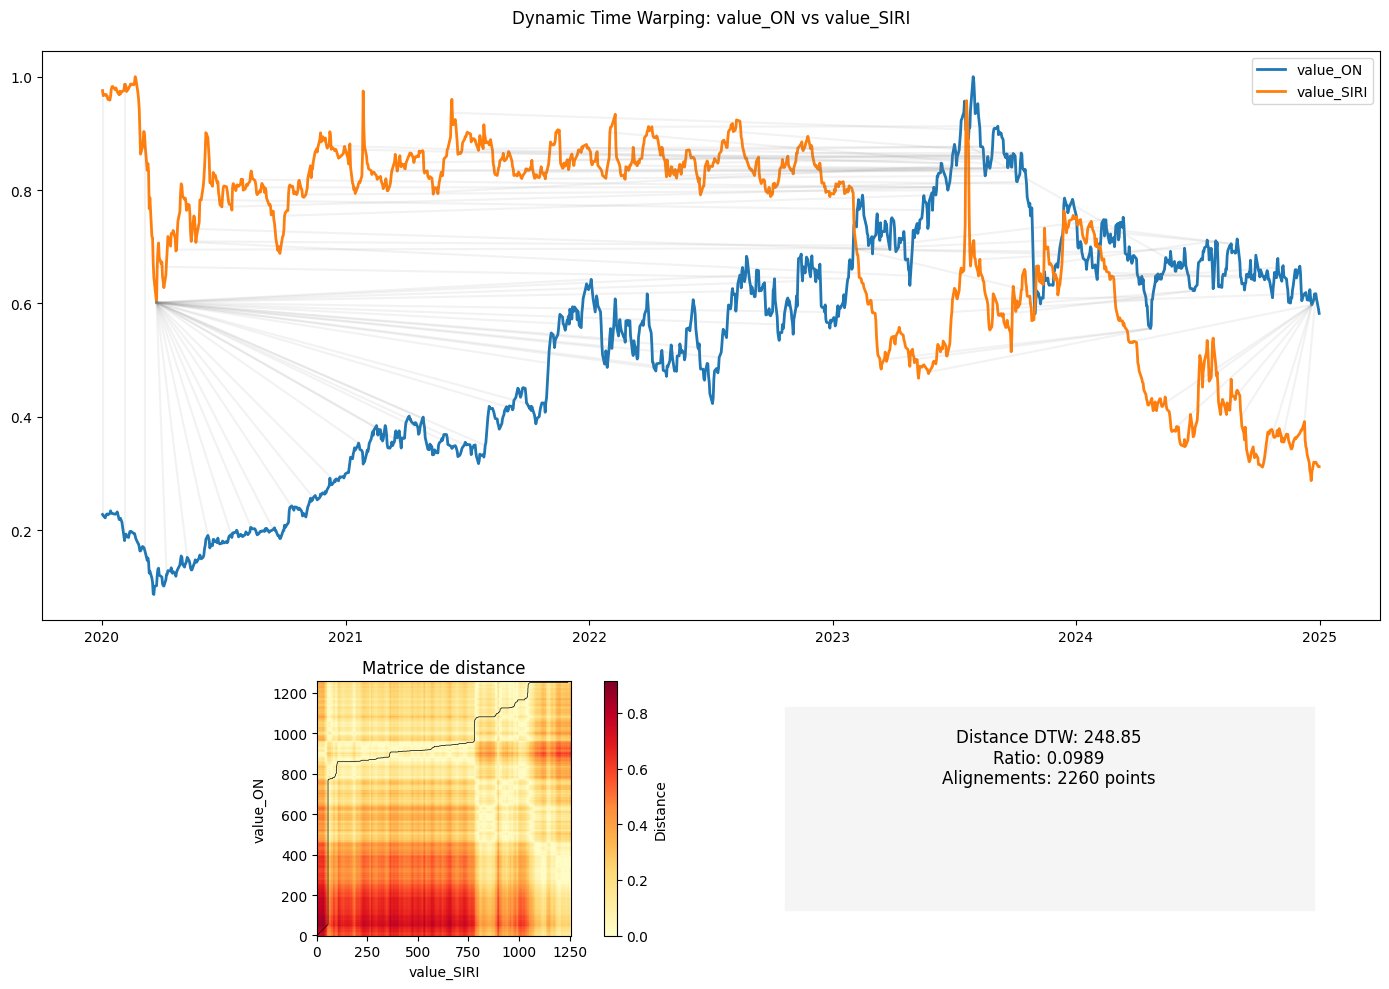 Dynamic Time Warping: value_ON vs value_SIRI
value_ON
value_SIRI
1.0
0.8
0.6
0.4
0.2
2020 2021 2022 2023 2024 2025
Matrice de distance
value_ON
1200
1000
800
600
400
200
0
0 250 500 750 1000 1250
value_SIRI
0.8
0.6
0.4
0.2
0.0
Distance
Distance DTW: 248.85
Ratio: 0.0989
Alignements: 2260 points